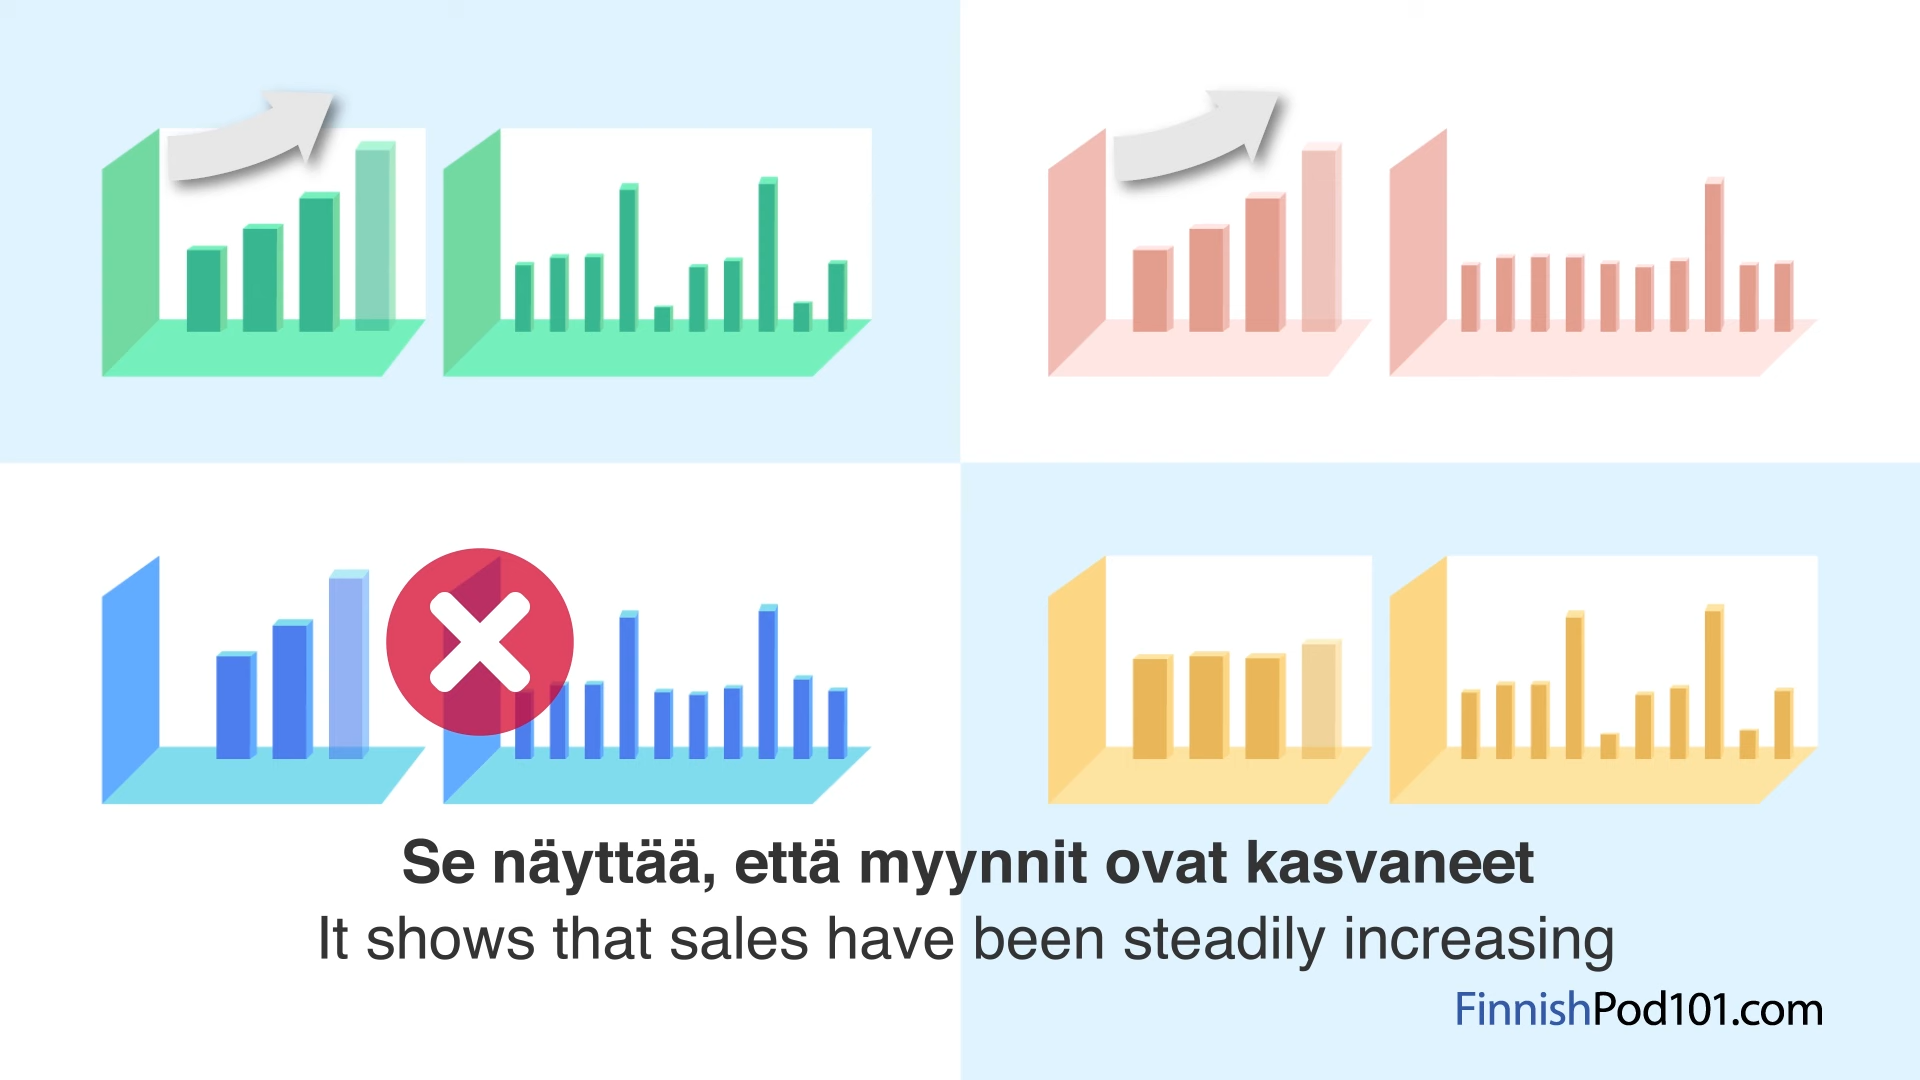 Se näyttää, että myynnit ovat kasvaneet
It shows that sales have been steadily increasing
FinnishPod101.com